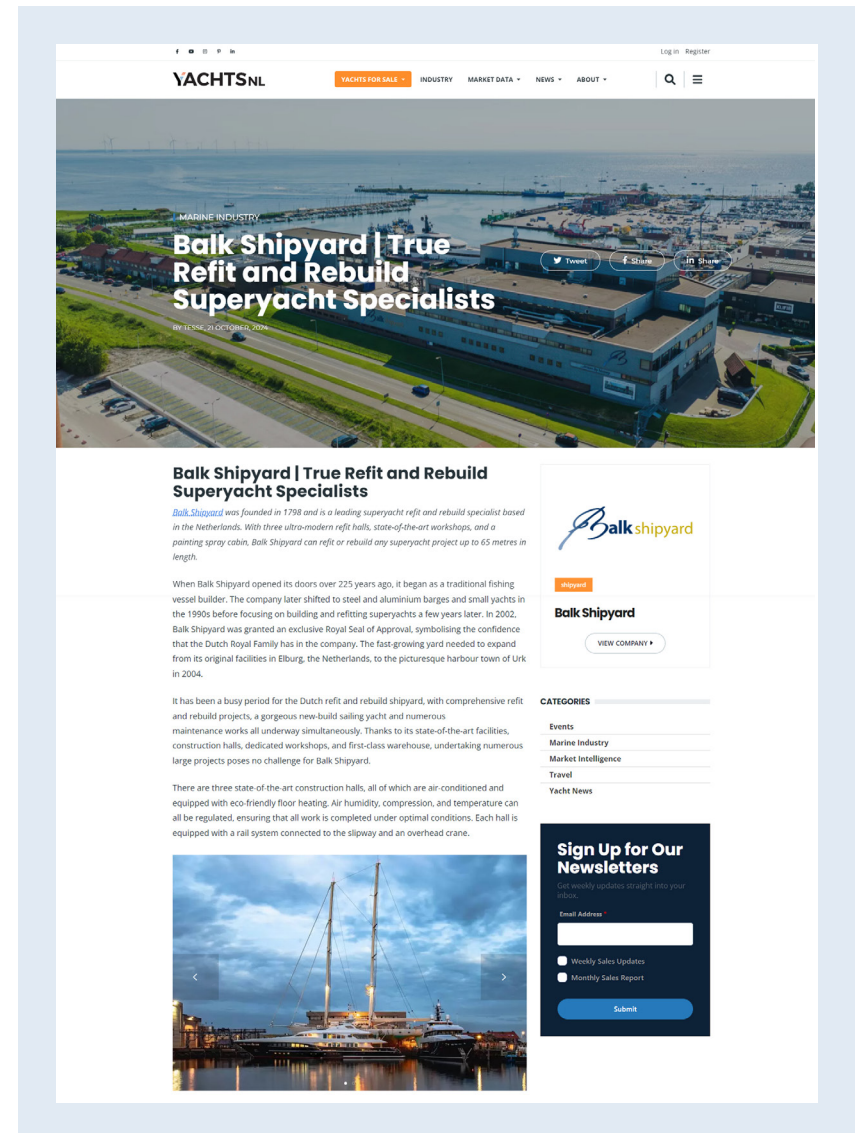 Log in Register
YACHTSNL
YACHTS FOR SALE INDUSTRY MARKET DATA NEWS ABOUT
MARINE INDUSTRY
Balk Shipyard | True
Refit and Rebuild
Superyacht Specialists
BY TESSE, 21 OCTOBER, 2024
Tweet Share Share
Balk Shipyard | True Refit and Rebuild
Superyacht Specialists
Balk Shipyard was founded in 1798 and is a leading superyacht refit and rebuild specialist based
in the Netherlands. With three ultra-modern refit halls, state-of-the-art workshops, and a
painting spray cabin, Balk Shipyard can refit or rebuild any superyacht project up to 65 metres in
length.
When Balk Shipyard opened its doors over 225 years ago, it began as a traditional fishing
vessel builder. The company later shifted to steel and aluminium barges and small yachts in
the 1990s before focusing on building and refitting superyachts a few years later. In 2002,
Balk Shipyard was granted an exclusive Royal Seal of Approval, symbolising the confidence
that the Dutch Royal Family has in the company. The fast-growing yard needed to expand
from its original facilities in Elburg, the Netherlands, to the picturesque harbour town of Urk
in 2004.
It has been a busy period for the Dutch refit and rebuild shipyard, with comprehensive refit
and rebuild projects, a gorgeous new-build sailing yacht and numerous
maintenance works all underway simultaneously. Thanks to its state-of-the-art facilities,
construction halls, dedicated workshops, and first-class warehouse, undertaking numerous
large projects poses no challenge for Balk Shipyard.
There are three state-of-the-art construction halls, all of which are air-conditioned and
equipped with eco-friendly floor heating. Air humidity, compression, and temperature can
all be regulated, ensuring that all work is completed under optimal conditions. Each hall is
equipped with a rail system connected to the slipway and an overhead crane.
Balk shipyard
shipyard
Balk Shipyard
VIEW COMPANY
CATEGORIES
Events
Marine Industry
Market Intelligence
Travel
Yacht News
Sign Up for Our
Newsletters
Get weekly updates straight into your
inbox.
Email Address *
Weekly Sales Updates
Monthly Sales Report
Submit